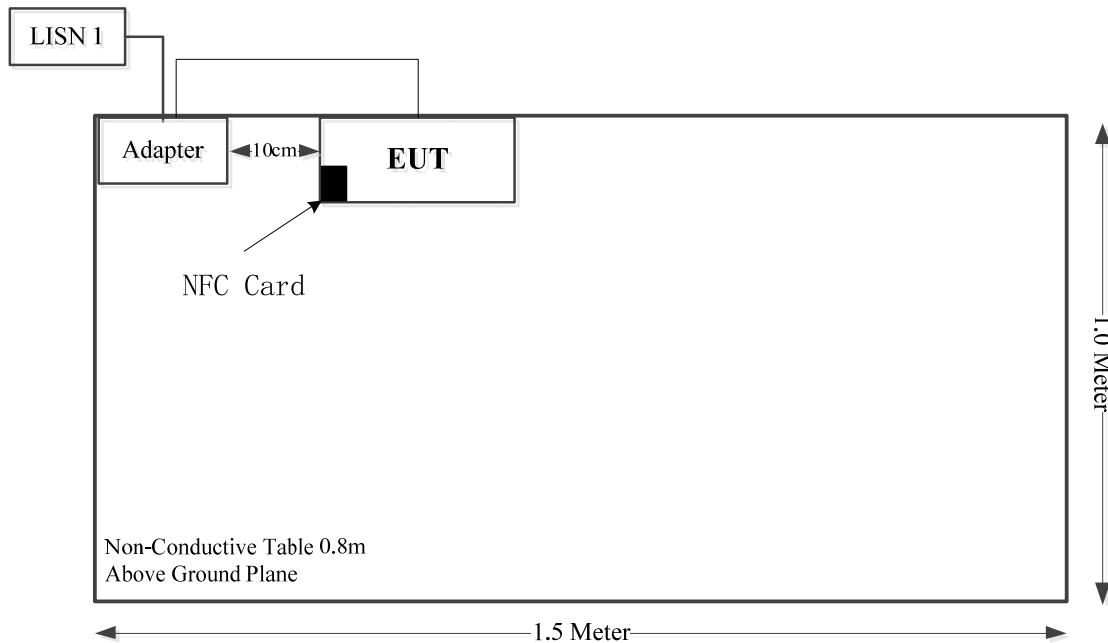 LISN 1
Adapter
10cm
EUT
NFC Card
1.0 Meter
Non-Conductive Table 0.8m
Above Ground Plane
1.5 Meter